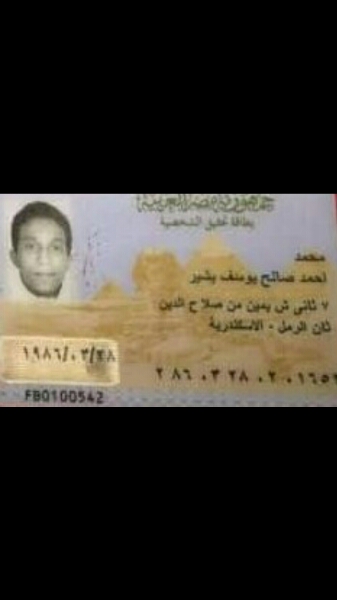 جمهورية مصر العربية
بطاقة تحقيق الشخصية
محمد
احمد صالح يوسف بشير
٧ ثانى ش يمين من صلاح الدين
ثان الرمل - الاسكندرية
١٩٨٦/٠٣/٢٨
٢٨٦٠٣٢٨٠٢٠١٦٥
FB0100542